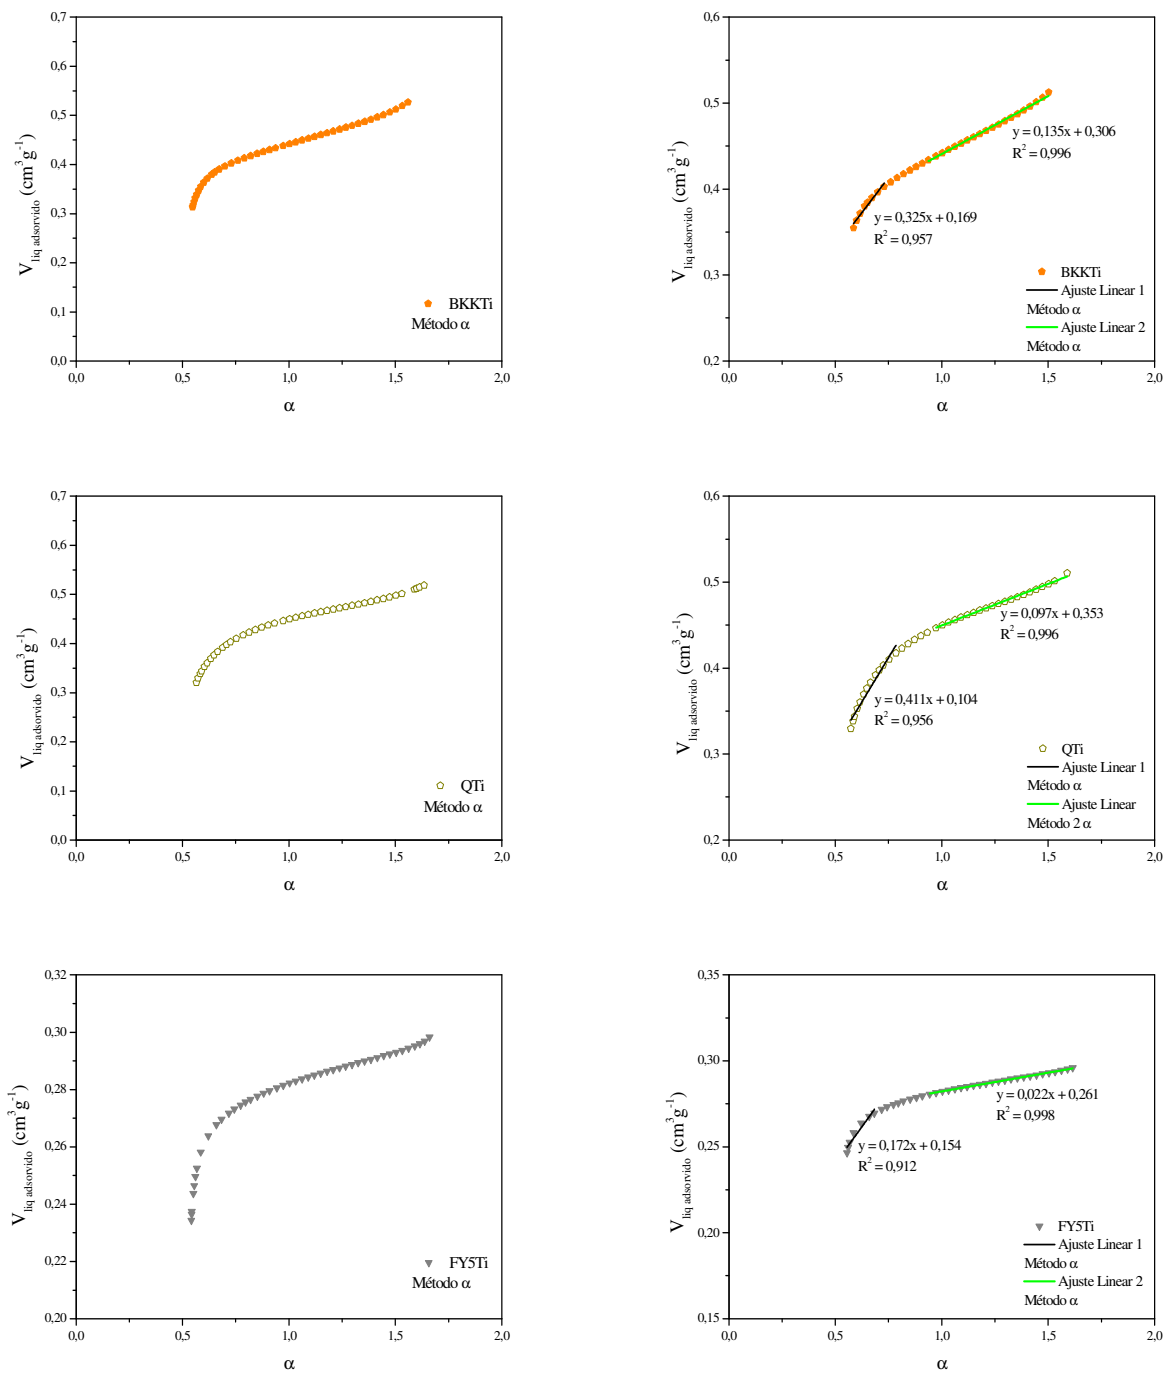 0,7
0,6
0,5
0,4
0,3
0,2
0,1
0,0
V liq adsorvido (cm³g⁻¹)
BKKTi
Método α
0,0 0,5 1,0 1,5 2,0
α
0,6
0,5
0,4
0,3
0,2
V liq adsorvido (cm³g⁻¹)
y = 0,135x + 0,306
R² = 0,996
y = 0,325x + 0,169
R² = 0,957
BKKTi
Ajuste Linear 1
Método α
Ajuste Linear 2
Método α
0,0 0,5 1,0 1,5 2,0
α
0,7
0,6
0,5
0,4
0,3
0,2
0,1
0,0
V liq adsorvido (cm³g⁻¹)
QTi
Método α
0,0 0,5 1,0 1,5 2,0
α
0,6
0,5
0,4
0,3
0,2
V liq adsorvido (cm³g⁻¹)
y = 0,097x + 0,353
R² = 0,996
y = 0,411x + 0,104
R² = 0,956
QTi
Ajuste Linear 1
Método α
Ajuste Linear
Método 2 α
0,0 0,5 1,0 1,5 2,0
α
0,32
0,30
0,28
0,26
0,24
0,22
0,20
V liq adsorvido (cm³g⁻¹)
FY5Ti
Método α
0,0 0,5 1,0 1,5 2,0
α
0,35
0,30
0,25
0,20
0,15
V liq adsorvido (cm³g⁻¹)
y = 0,022x + 0,261
R² = 0,998
y = 0,172x + 0,154
R² = 0,912
FY5Ti
Ajuste Linear 1
Método α
Ajuste Linear 2
Método α
0,0 0,5 1,0 1,5 2,0
α